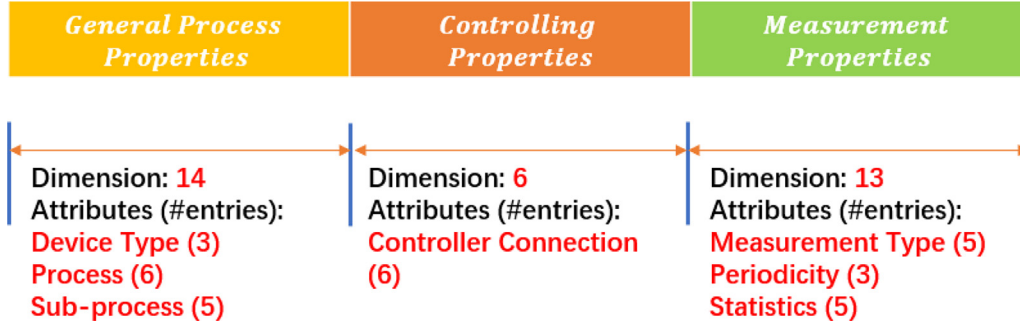 General Process
Properties
Controlling
Properties
Measurement
Properties
Dimension: 14
Attributes (#entries):
Device Type (3)
Process (6)
Sub-process (5)
Dimension: 6
Attributes (#entries):
Controller Connection
(6)
Dimension: 13
Attributes (#entries):
Measurement Type (5)
Periodicity (3)
Statistics (5)